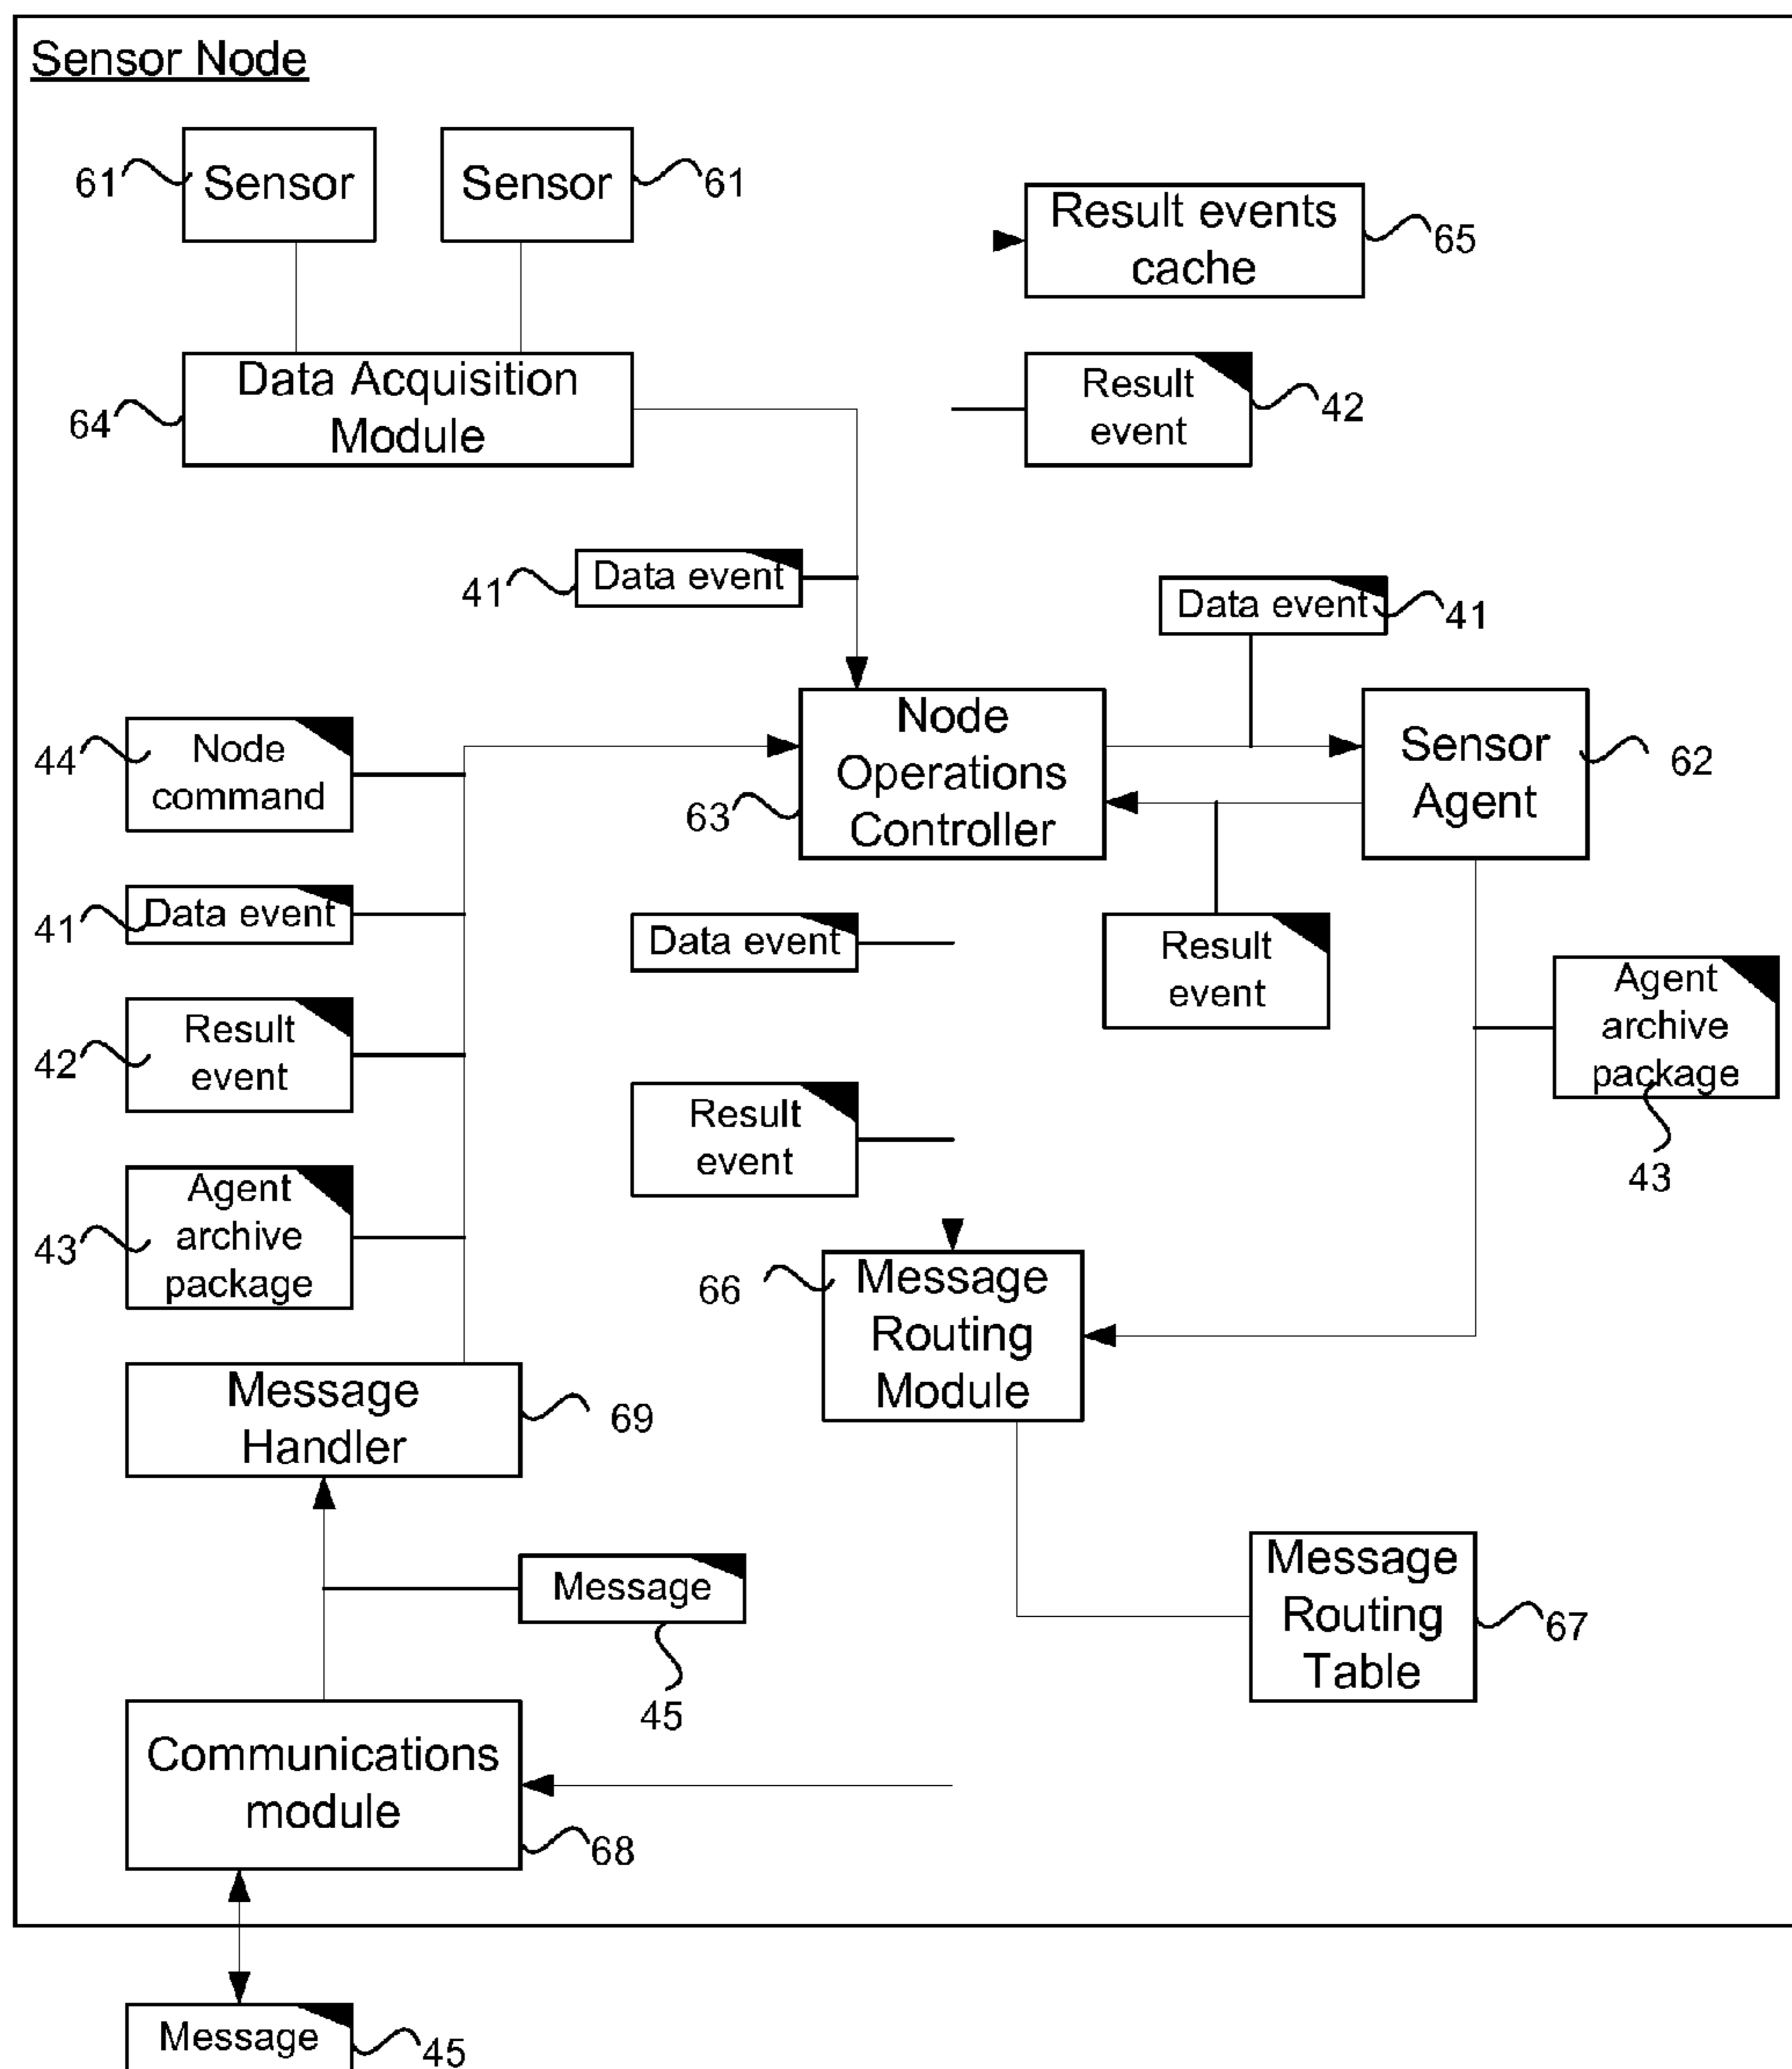 Sensor Node
61
Sensor
Sensor
61
Result events
cache
65
Data Acquisition
Module
64
Result
event
42
41
Data event
Data event
41
Node
Operations
Controller
63
Sensor
Agent
62
44
Node
command
41
Data event
Data event
Result
event
Agent
archive
package
43
42
Result
event
Result
event
43
Agent
archive
package
66
Message
Routing
Module
Message
Handler
69
Message
45
Message
Routing
Table
67
Communications
module
68
Message
45